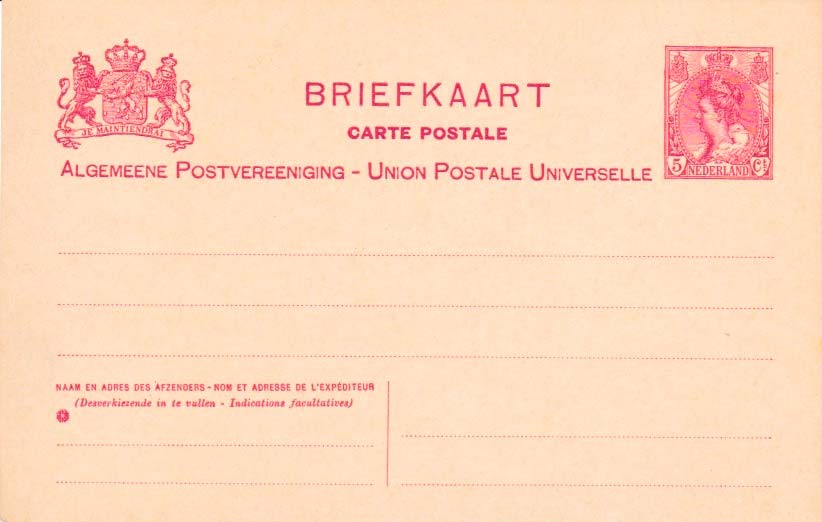 BRIEFKAART
CARTE POSTALE
JE MAINTIENDRAI
ALGEMEENE POSTVEREENIGING - UNION POSTALE UNIVERSELLE
5 NEDERLAND Ct
NAAM EN ADRES DES AFZENDERS - NOM ET ADRESSE DE L'EXPÉDITEUR
(Desverkiezende in te vullen - Indications facultatives)